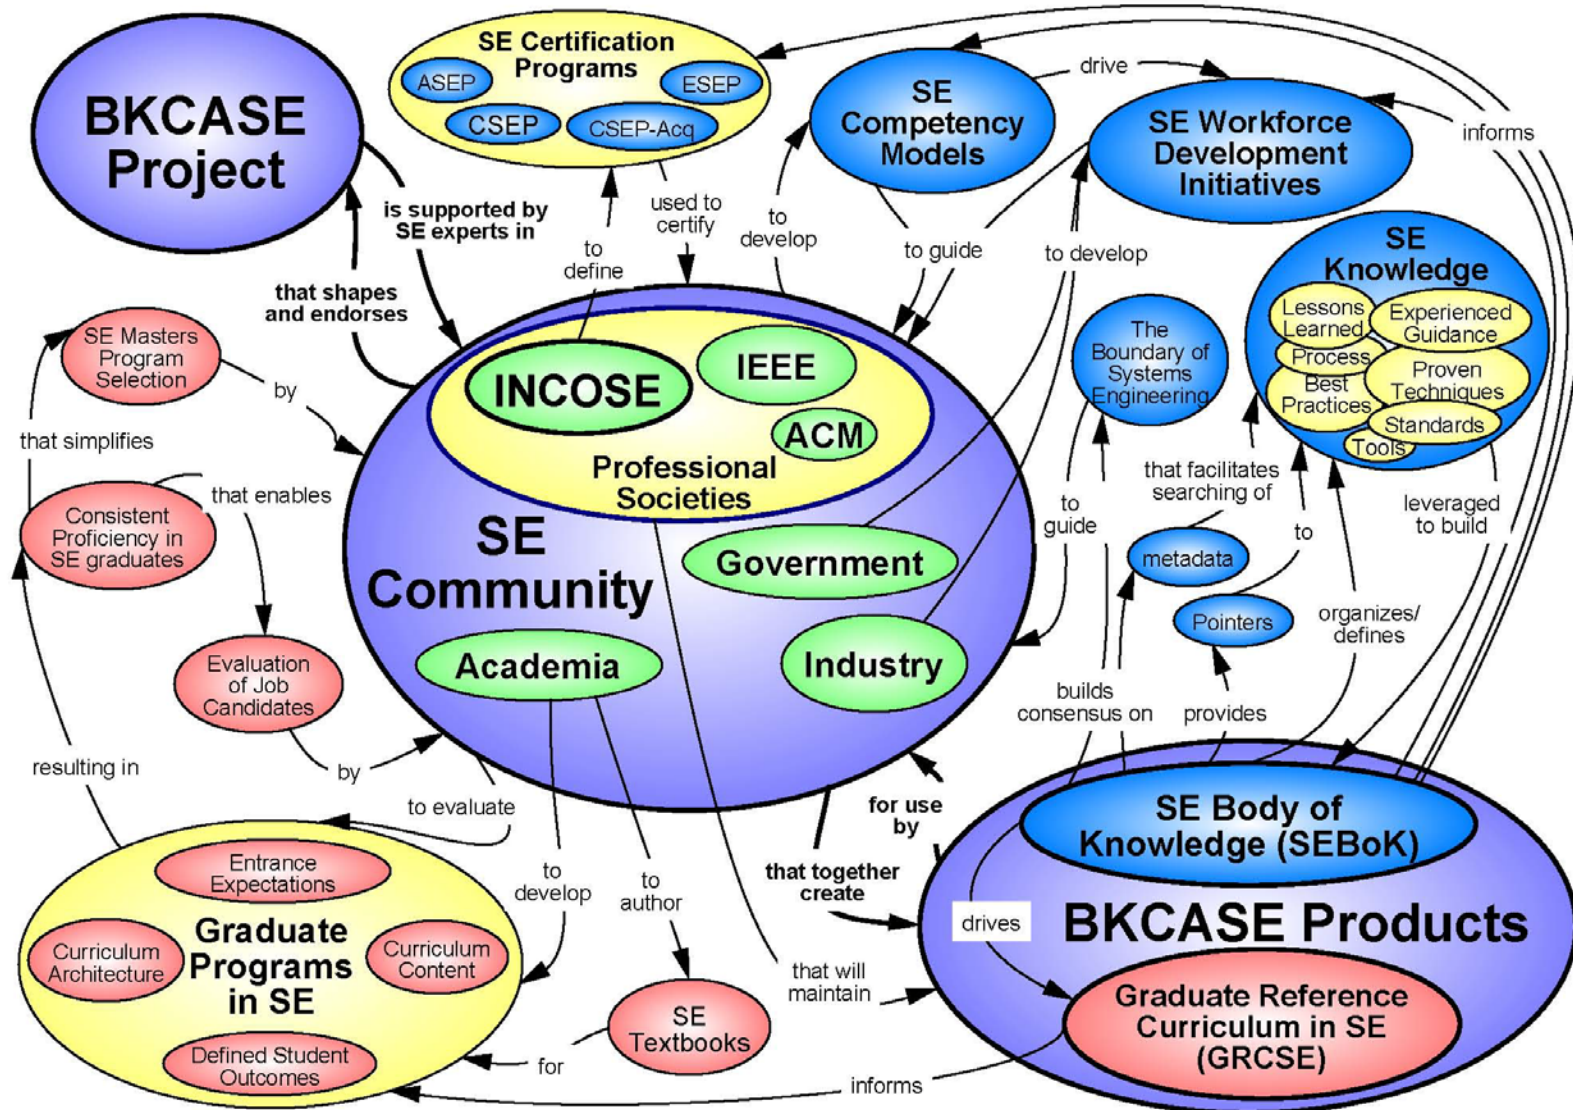 BKCASE
Project
SE Certification
Programs
ASEP
ESEP
CSEP
CSEP-Acq
SE
Competency
Models
drive
SE Workforce
Development
Initiatives
informs
is supported by
SE experts in
used to
certify
to
develop
to guide
to develop
to
define
that shapes
and endorses
SE
Knowledge
Lessons
Learned
Experienced
Guidance
Process
Best
Practices
Proven
Techniques
Standards
Tools
SE Masters
Program
Selection
by
that simplifies
INCOSE
IEEE
ACM
Professional
Societies
The
Boundary of
Systems
Engineering
that facilitates
searching of
leveraged
to build
Consistent
Proficiency in
SE graduates
that enables
SE
Community
Government
to
guide
to
metadata
Pointers
organizes/
defines
Evaluation
of Job
Candidates
Academia
Industry
builds
consensus on
provides
resulting in
by
to evaluate
for use
by
that together
create
SE Body of
Knowledge (SEBoK)
BKCASE Products
drives
Graduate Reference
Curriculum in SE
(GRCSE)
Entrance
Expectations
Graduate
Programs
in SE
Curriculum
Architecture
Curriculum
Content
Defined Student
Outcomes
to
develop
to
author
SE
Textbooks
for
that will
maintain
informs